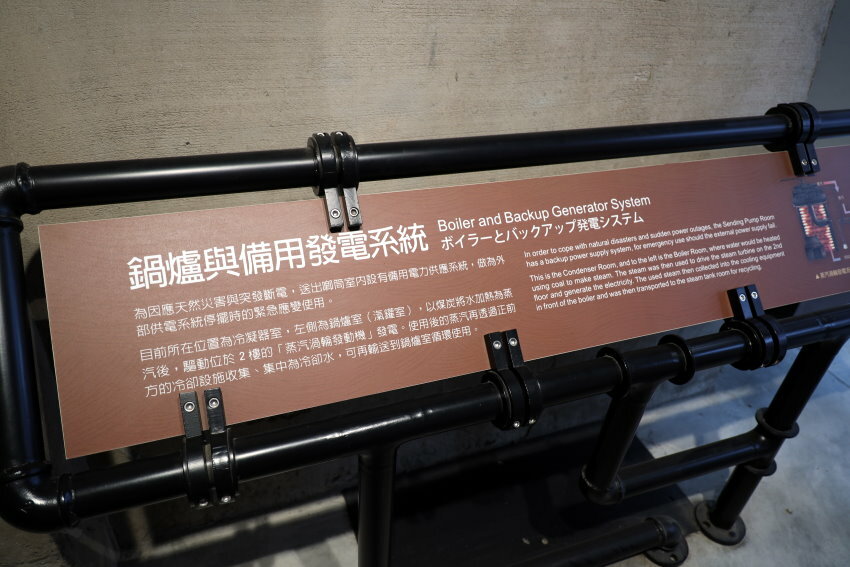 鍋爐與備用發電系統
Boiler and Backup Generator System
ボイラーとバックアップ発電システム
為因應天然災害與突發斷電，送出唧筒室內設有備用電力供應系統，做為外
部供電系統停擺時的緊急應變使用。
目前所在位置為冷凝器室，左側為鍋爐室（滊鑵室），以煤炭將水加熱為蒸
汽後，驅動位於 2 樓的「蒸汽渦輪發動機」發電。使用後的蒸汽再透過正前
方的冷卻設施收集、集中為冷卻水，可再輸送到鍋爐室循環使用。
In order to cope with natural disasters and sudden power outages, the Sending Pump Room
has a backup power supply system, for emergency use should the external power supply fail.
This is the Condenser Room, and to the left is the Boiler Room, where water would be heated
using coal to make steam. The steam was then used to drive the steam turbine on the 2nd
floor and generate the electricity. The used steam then collected into the cooling equipment
in front of the boiler and was then transported to the steam tank room for recycling.